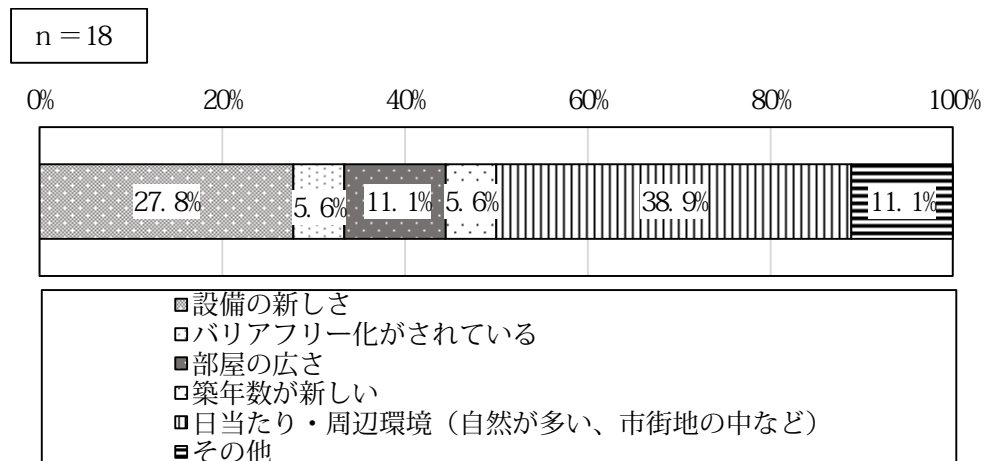 n＝18
0% 20% 40% 60% 80% 100%
27.8% 5.6% 11.1% 5.6% 38.9% 11.1%
設備の新しさ
バリアフリー化がされている
部屋の広さ
築年数が新しい
日当たり・周辺環境（自然が多い、市街地の中など）
その他